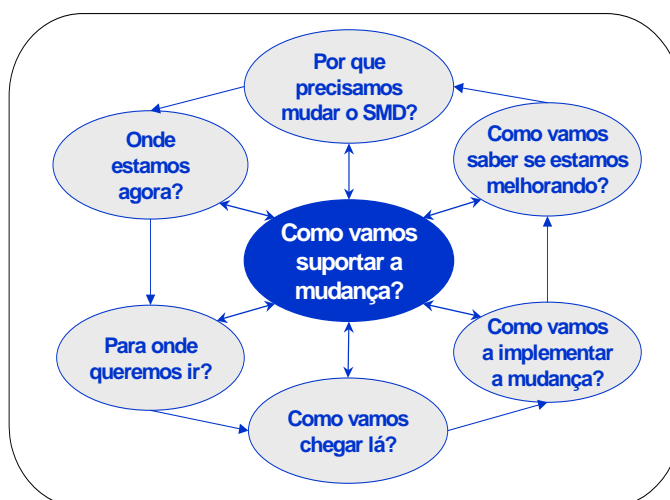 Por que
precisamos
mudar o SMD?
Onde
estamos
agora?
Como vamos
saber se estamos
melhorando?
Como vamos
suportar a
mudança?
Para onde
queremos ir?
Como vamos
a implementar
a mudança?
Como vamos
chegar lá?